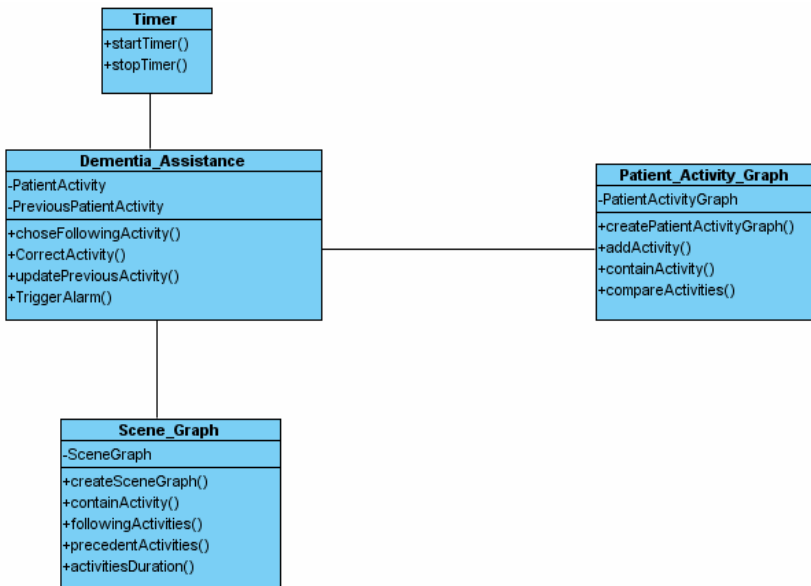 Timer
+startTimer()
+stopTimer()
Dementia_Assistance
-PatientActivity
-PreviousPatientActivity
+choseFollowingActivity()
+CorrectActivity()
+updatePreviousActivity()
+TriggerAlarm()
Patient_Activity_Graph
-PatientActivityGraph
+createPatientActivityGraph()
+addActivity()
+containActivity()
+compareActivities()
Scene_Graph
-SceneGraph
+createSceneGraph()
+containActivity()
+followingActivities()
+precedentActivities()
+activitiesDuration()